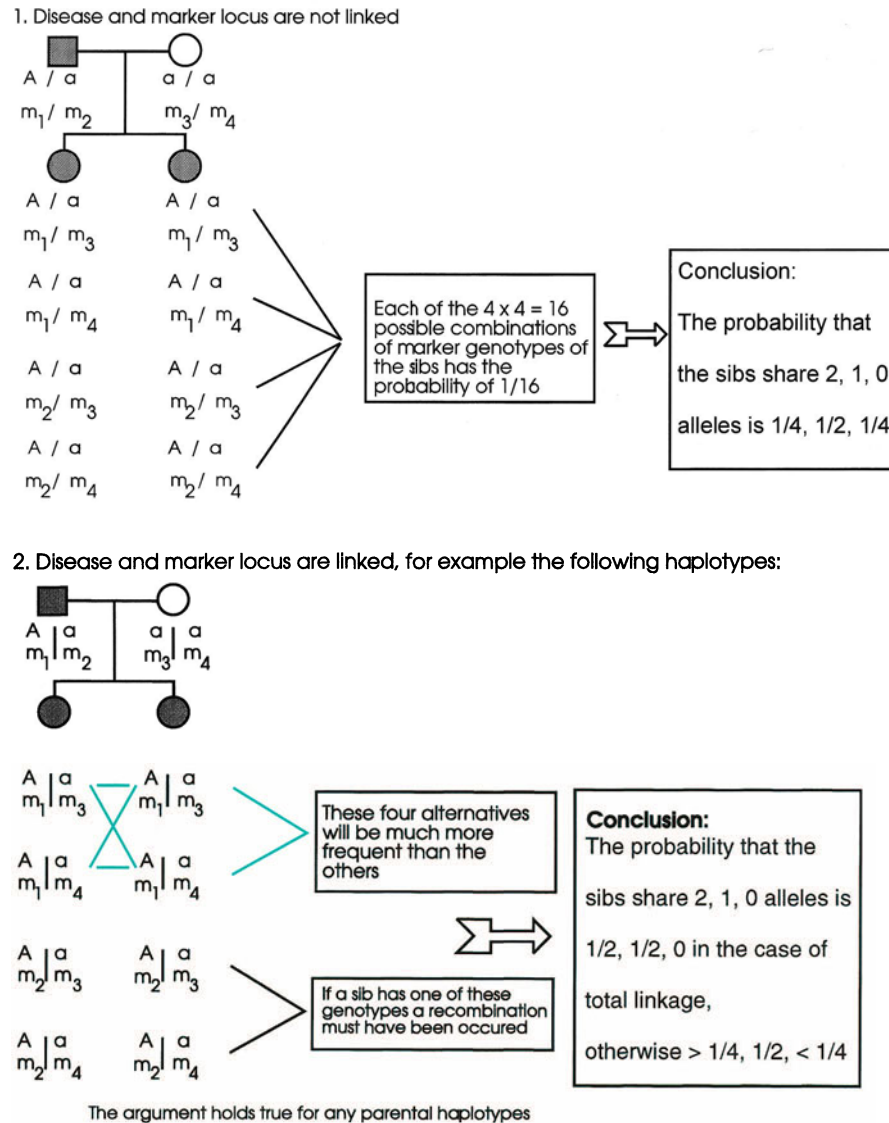 1. Disease and marker locus are not linked
A / a a / a
m1/ m2 m3/ m4
A / a A / a
m1/ m3 m1/ m3
A / a A / a
m1/ m4 m1/ m4
A / a A / a
m2/ m3 m2/ m3
A / a A / a
m2/ m4 m2/ m4
Each of the 4 x 4 = 16
possible combinations
of marker genotypes of
the sibs has the
probability of 1/16
Conclusion:
The probability that
the sibs share 2, 1, 0
alleles is 1/4, 1/2, 1/4
2. Disease and marker locus are linked, for example the following haplotypes:
A | a a | a
m1 | m2 m3 | m4
A | a A | a
m1 | m3 m1 | m3
A | a A | a
m1 | m4 m1 | m4
A | a A | a
m2 | m3 m2 | m3
A | a A | a
m2 | m4 m2 | m4
These four alternatives
will be much more
frequent than the
others
If a sib has one of these
genotypes a recombination
must have been occured
Conclusion:
The probability that the
sibs share 2, 1, 0 alleles is
1/2, 1/2, 0 in the case of
total linkage,
otherwise > 1/4, 1/2, < 1/4
The argument holds true for any parental haplotypes